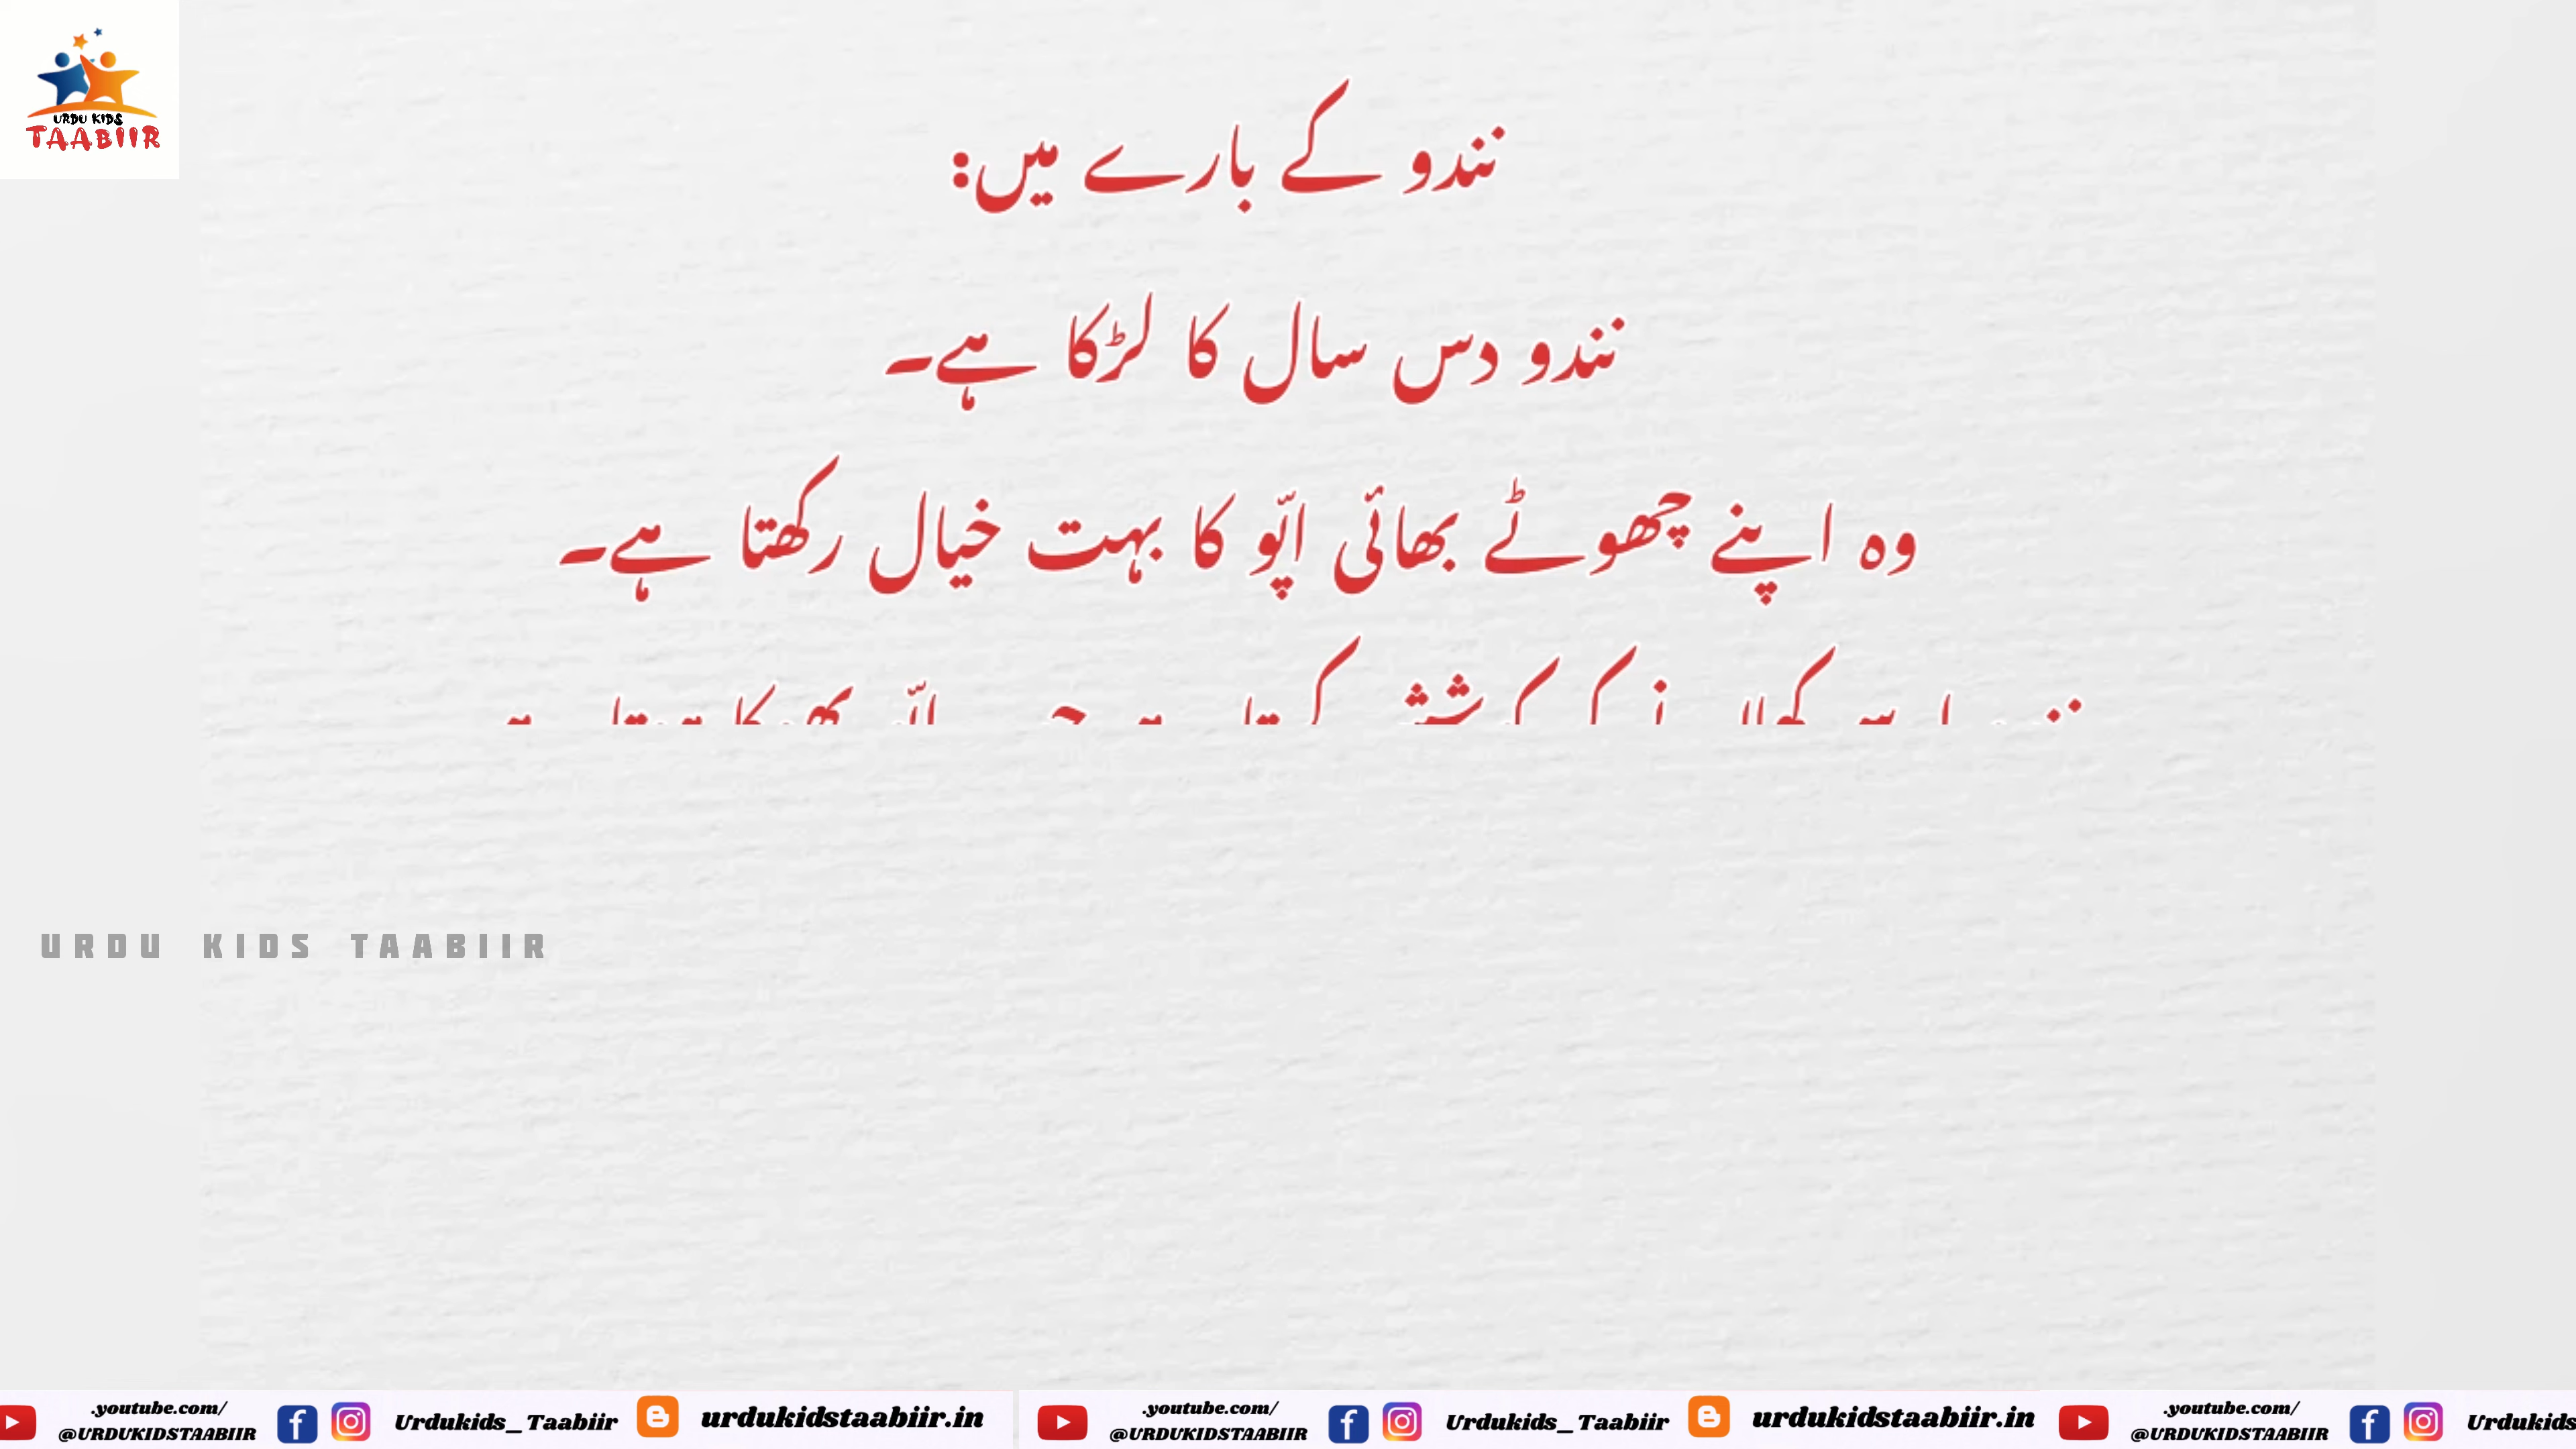 URDU KIDS
TAABIIR
نندو کے بارے میں:
نندو دس سال کا لڑکا ہے۔
وہ اپنے چھوٹے بھائی اپّو کا بہت خیال رکھتا ہے۔
URDU KIDS TAABIIR
.youtube.com/
@URDUKIDSTAABIIR
Urdukids_Taabiir
urdukidstaabiir.in
.youtube.com/
@URDUKIDSTAABIIR
Urdukids_Taabiir
urdukidstaabiir.in
.youtube.com/
@URDUKIDSTAABIIR
Urdukids